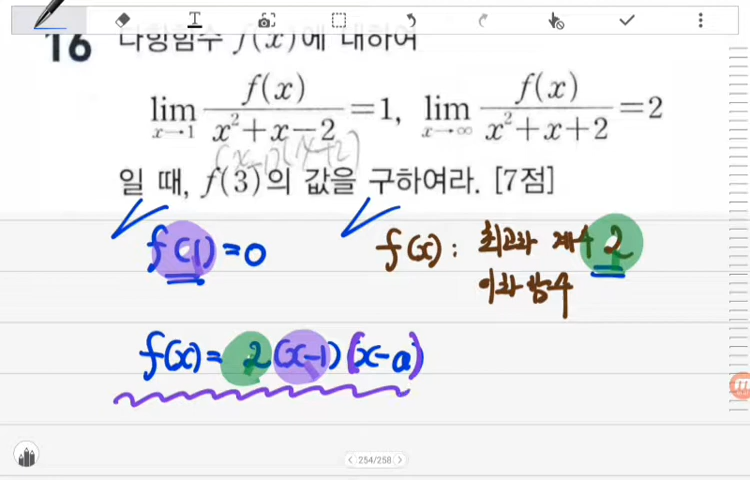 16 다항함수 f(x)에 대하여
lim x→1 f(x)/(x²+x-2) =1, lim x→∞ f(x)/(x²+x+2) =2
(x-1)(x+2)
일 때, f(3)의 값을 구하여라. [7점]
f(1)=0
f(x): 최고차 계수 2
이차함수
f(x)= 2(x-1)(x-a)
254/258